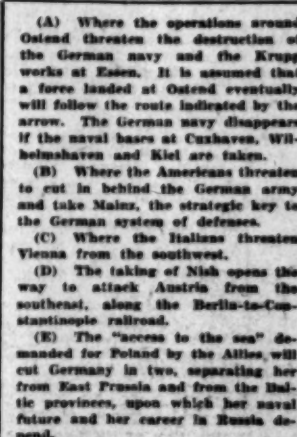 (A) Where the operations around
Ostend threaten the destruction of
the German navy and the Krupp
works at Essen. It is assumed that
a force landed at Ostend eventually
will follow the route indicated by the
arrow. The German navy disappears
if the naval bases at Cuxhaven, Wil-
helmshaven and Kiel are taken.
(B) Where the Americans threaten
to cut in behind the German army
and take Mainz, the strategic key to
the German system of defenses.
(C) Where the Italians threaten
Vienna from the southwest.
(D) The taking of Nish opens the
way to attack Austria from the
southeast, along the Berlin-to-Con-
stantinople railroad.
(E) The "access to the sea" de-
manded for Poland by the Allies will
cut Germany in two, separating her
from East Prussia and from the Bal-
tic provinces, upon which her naval
future and her career in Russia de-
pend.